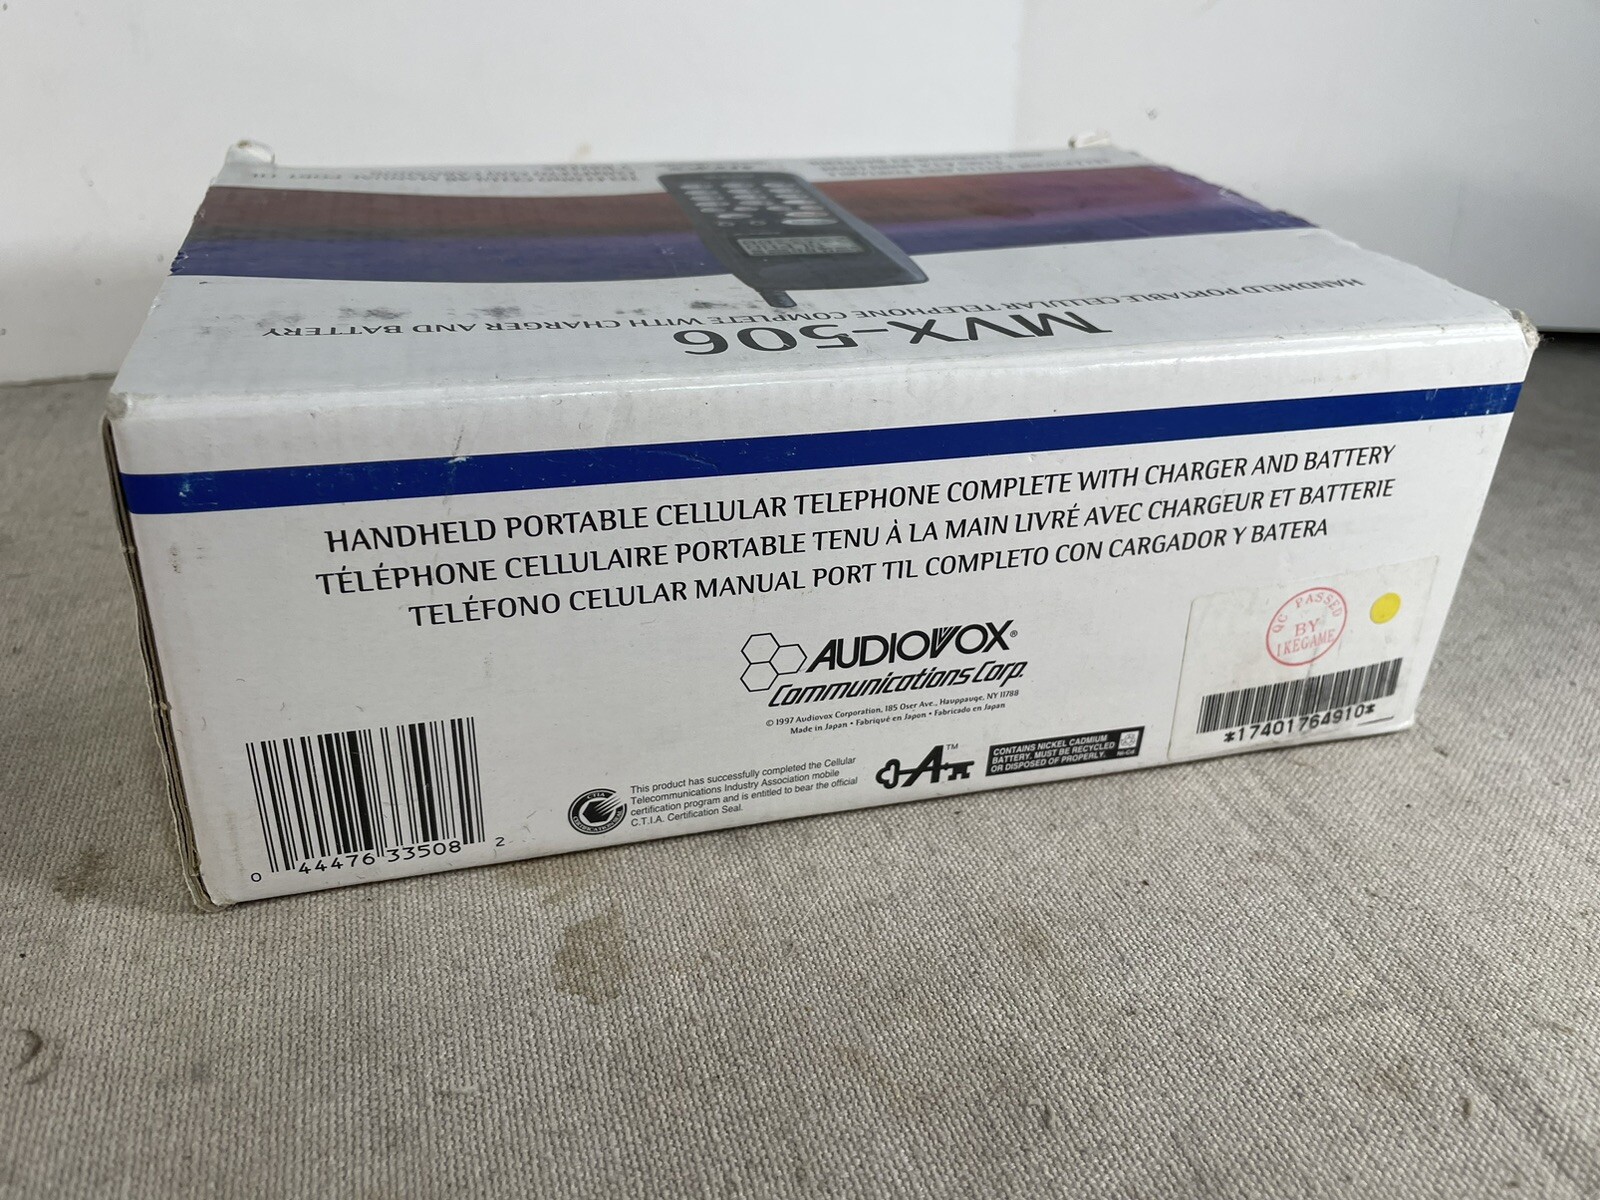 HANDHELD PORTABLE CELLULAR TELEPHONE COMPLETE WITH CHARGER AND BATTERY
MVX-506
HANDHELD PORTABLE CELLULAR TELEPHONE COMPLETE WITH CHARGER AND BATTERY
TÉLÉPHONE CELLULAIRE PORTABLE TENU À LA MAIN LIVRÉ AVEC CHARGEUR ET BATTERIE
TELÉFONO CELULAR MANUAL PORT TIL COMPLETO CON CARGADOR Y BATERA
AUDIOVOX®
Communications Corp.
© 1997 Audiovox Corporation, 185 Oser Ave., Hauppauge, NY 11788
Made in Japan • Fabriqué en Japon • Fabricado en Japan
0 44476 33508 2
CTIA
This product has successfully completed the Cellular
Telecommunications Industry Association mobile
certification program and is entitled to bear the official
C.T.I.A. Certification Seal.
A™
CONTAINS NICKEL CADMIUM
BATTERY. MUST BE RECYCLED
OR DISPOSED OF PROPERLY.
Ni-Cd
QC PASSED
BY
IKEGAME
*17401764910*